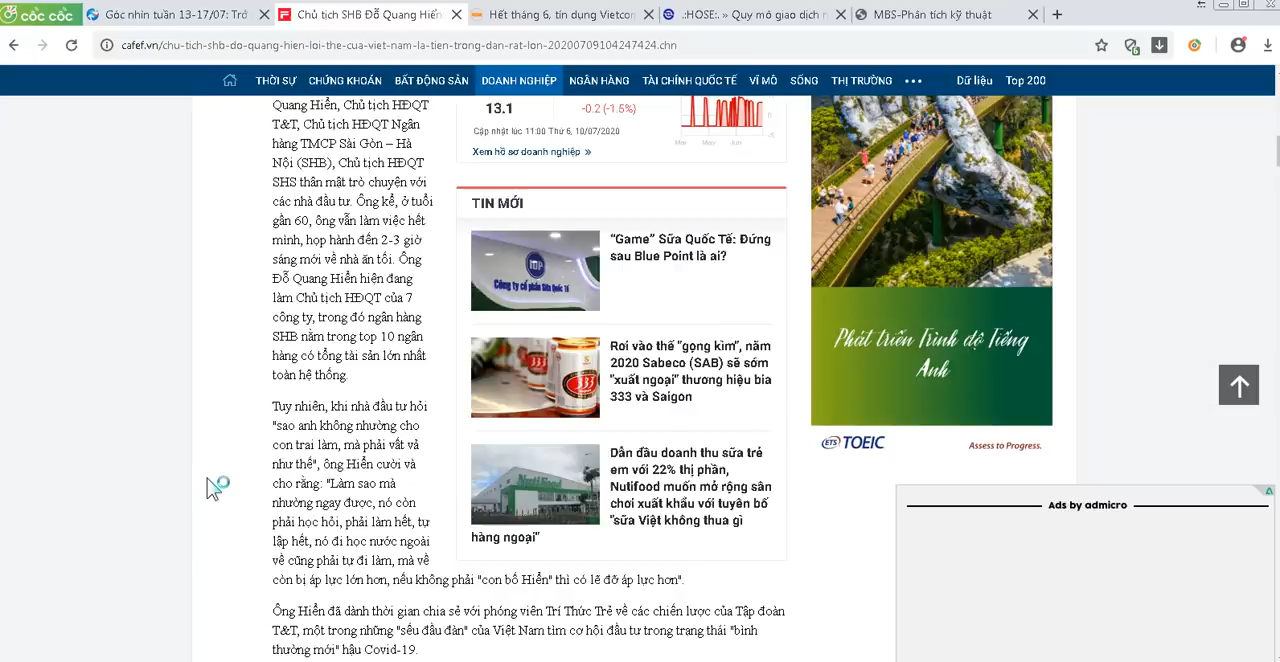 cốc cốc
Góc nhìn tuần 13-17/07: Trở
Chủ tịch SHB Đỗ Quang Hiển
Hết tháng 6, tín dụng Vietcom
.:HOSE:. » Quy mô giao dịch n
MBS-Phân tích kỹ thuật
cafef.vn/chu-tich-shb-do-quang-hien-loi-the-cua-viet-nam-la-tien-trong-dan-rat-lon-20200709104247424.chn
THỜI SỰ CHỨNG KHOÁN BẤT ĐỘNG SẢN DOANH NGHIỆP NGÂN HÀNG TÀI CHÍNH QUỐC TẾ VĨ MÔ SỐNG THỊ TRƯỜNG ••• Dữ liệu Top 200
Quang Hiển, Chủ tịch HĐQT
T&T, Chủ tịch HĐQT Ngân
hàng TMCP Sài Gòn – Hà
Nội (SHB), Chủ tịch HĐQT
SHS thân mật trò chuyện với
các nhà đầu tư. Ông kể, ở tuổi
gần 60, ông vẫn làm việc hết
mình, họp hành đến 2-3 giờ
sáng mới về nhà ăn tối. Ông
Đỗ Quang Hiển hiện đang
làm Chủ tịch HĐQT của 7
công ty, trong đó ngân hàng
SHB nằm trong top 10 ngân
hàng có tổng tài sản lớn nhất
toàn hệ thống.
Tuy nhiên, khi nhà đầu tư hỏi
"sao anh không nhường cho
con trai làm, mà phải vất vả
như thế", ông Hiển cười và
cho rằng: "Làm sao mà
nhường ngay được, nó còn
phải học hỏi, phải làm hết, tự
lập hết, nó đi học nước ngoài
về cũng phải tự đi làm, mà về
còn bị áp lực lớn hơn, nếu không phải "con bố Hiển" thì có lẽ đỡ áp lực hơn".
Ông Hiển đã dành thời gian chia sẻ với phóng viên Trí Thức Trẻ về các chiến lược của Tập đoàn
T&T, một trong những "sếu đầu đàn" của Việt Nam tìm cơ hội đầu tư trong trạng thái "bình
thường mới" hậu Covid-19.
13.1
-0.2 (-1.5%)
Cập nhật lúc 11:00 Thứ 6, 10/07/2020
Xem hồ sơ doanh nghiệp »
Mar May Jun
0
-5
TIN MỚI
IDP
Công ty cổ phần Sữa Quốc Tế
"Game" Sữa Quốc Tế: Đứng
sau Blue Point là ai?
333
Rơi vào thế "gọng kìm", năm
2020 Sabeco (SAB) sẽ sớm
"xuất ngoại" thương hiệu bia
333 và Saigon
NutiFood
Dẫn đầu doanh thu sữa trẻ
em với 22% thị phần,
Nutifood muốn mở rộng sân
chơi xuất khẩu với tuyên bố
"sữa Việt không thua gì
hàng ngoại"
Phát triển Trình độ Tiếng
Anh
ETS TOEIC
Assess to Progress.
Ads by admicro